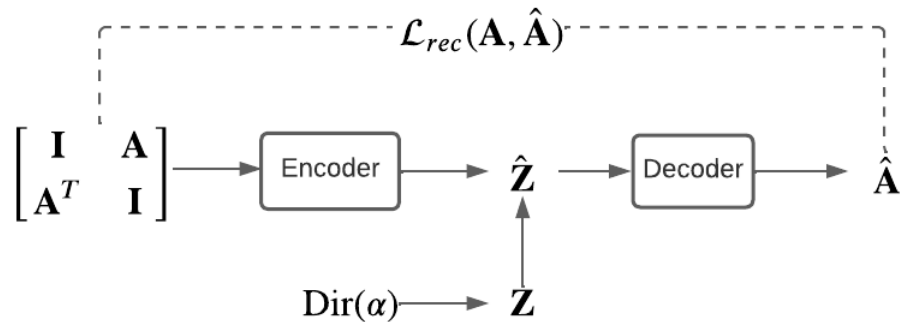 ℒ_rec(𝐀, 𝐀̂)
[𝐈 𝐀
𝐀^T 𝐈]
Encoder
𝐙̂
Decoder
𝐀̂
Dir(α)
𝐙